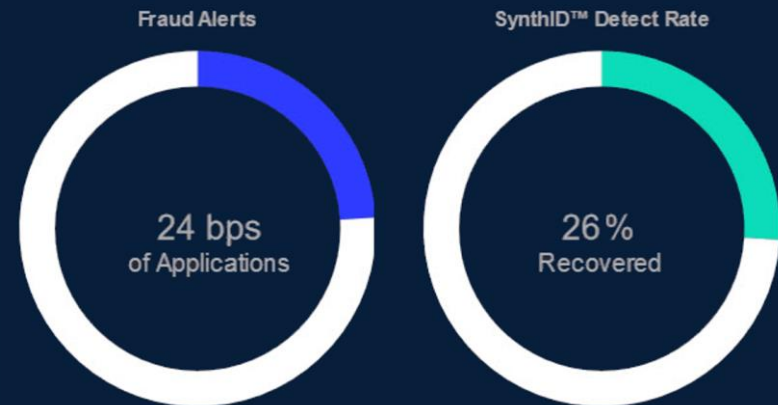 Fraud Alerts
SynthID™ Detect Rate
24 bps
of Applications
26%
Recovered